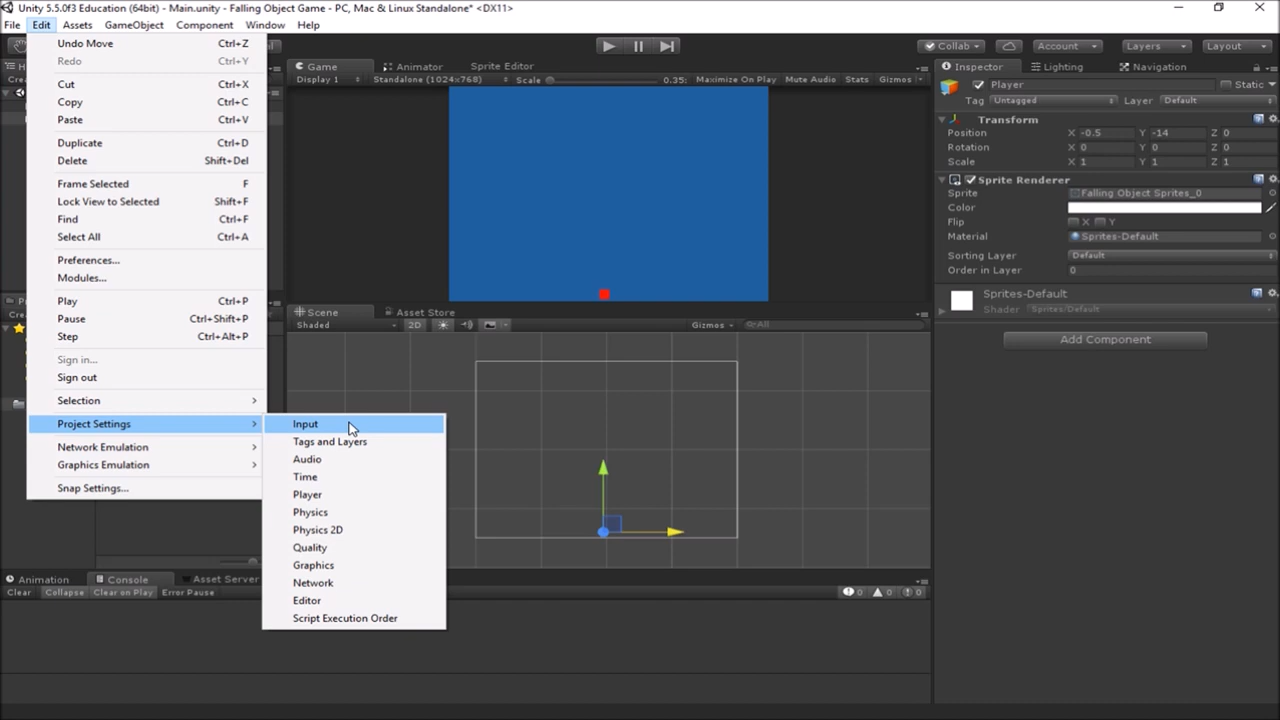 Unity 5.5.0f3 Education (64bit) - Main.unity - Falling Object Game - PC, Mac & Linux Standalone* <DX11>
File Edit Assets GameObject Component Window Help
Undo Move Ctrl+Z
Redo Ctrl+Y
Cut Ctrl+X
Copy Ctrl+C
Paste Ctrl+V
Duplicate Ctrl+D
Delete Shift+Del
Frame Selected F
Lock View to Selected Shift+F
Find Ctrl+F
Select All Ctrl+A
Preferences...
Modules...
Play Ctrl+P
Pause Ctrl+Shift+P
Step Ctrl+Alt+P
Sign in...
Sign out
Selection
Project Settings
Network Emulation
Graphics Emulation
Snap Settings...
Input
Tags and Layers
Audio
Time
Player
Physics
Physics 2D
Quality
Graphics
Network
Editor
Script Execution Order
Collab Account Layers Layout
Game Animator Sprite Editor
Display 1 Standalone (1024x768) Scale 0.35: Maximize On Play Mute Audio Stats Gizmos
Scene Asset Store
Shaded 2D Gizmos All
Animation Console Asset Server
Clear Collapse Clear on Play Error Pause 0 0 0
Inspector Lighting Navigation
Player Static
Tag Untagged Layer Default
Transform
Position X -0.5 Y -14 Z 0
Rotation X 0 Y 0 Z 0
Scale X 1 Y 1 Z 1
Sprite Renderer
Sprite Falling Object Sprites_0
Color
Flip X Y
Material Sprites-Default
Sorting Layer Default
Order in Layer 0
Sprites-Default
Shader Sprites/Default
Add Component